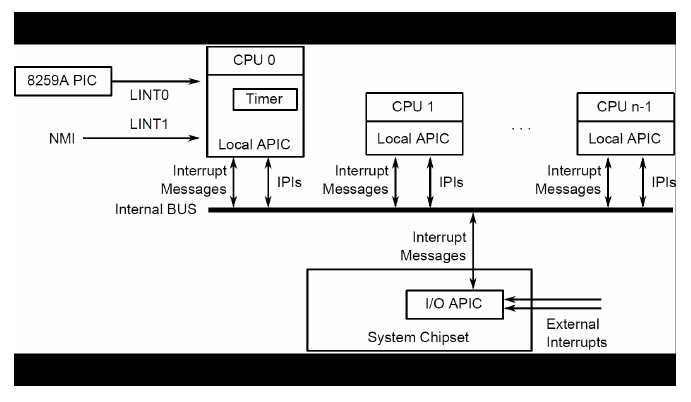 CPU 0
8259A PIC
LINT0
Timer
LINT1
NMI
Local APIC
CPU 1
Local APIC
. . .
CPU n-1
Local APIC
Interrupt
Messages
IPIs
Interrupt
Messages
IPIs
Interrupt
Messages
IPIs
Internal BUS
Interrupt
Messages
I/O APIC
System Chipset
External
Interrupts